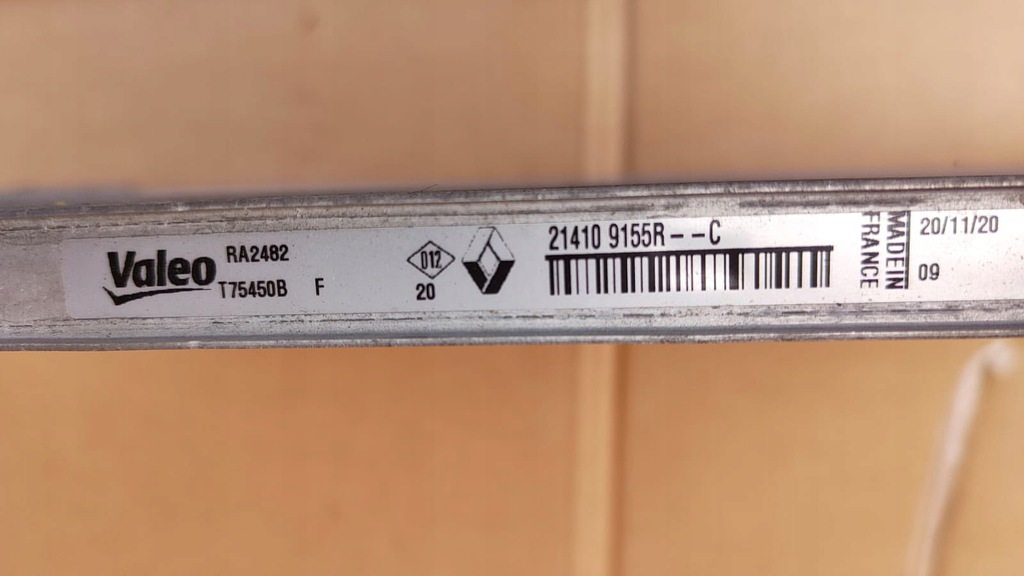 Valeo
RA2482
T75450B F
012
20
21410 9155R--C
MADE IN
FRANCE
20/11/20
09